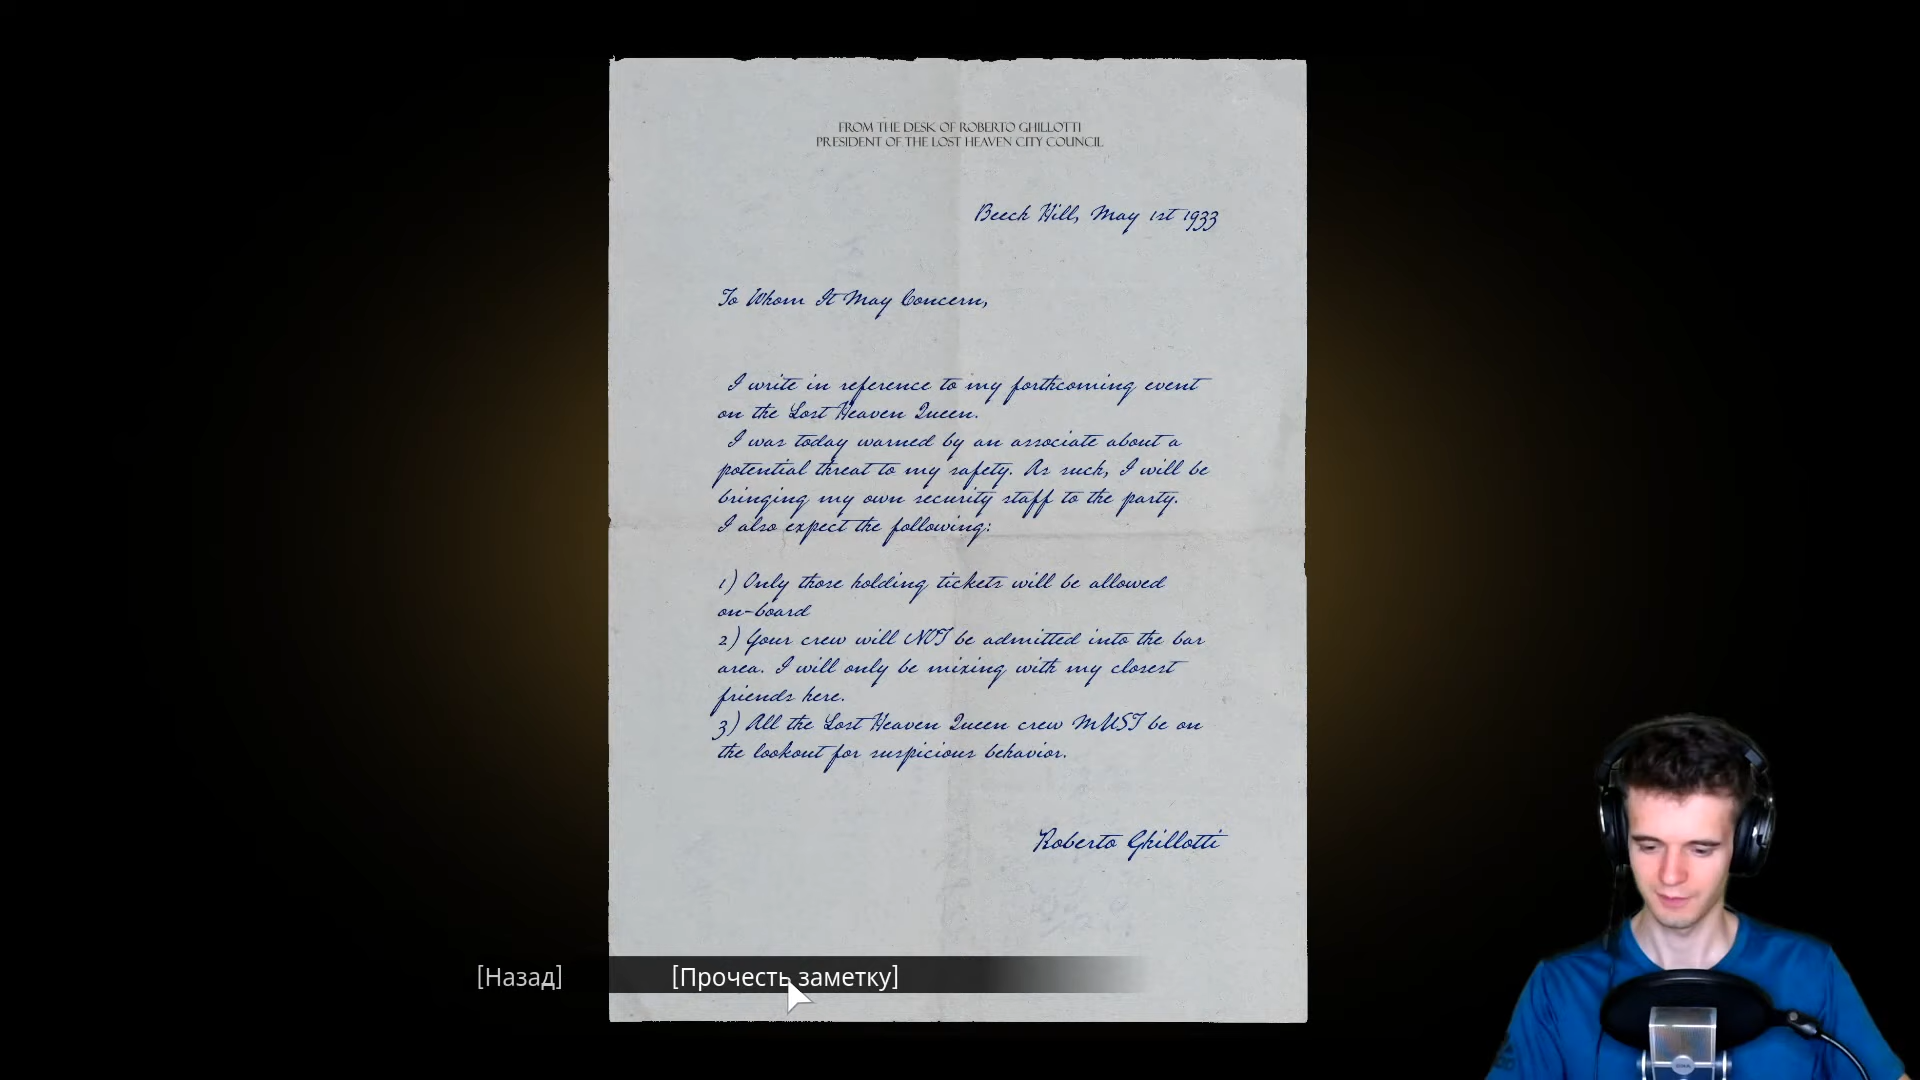 FROM THE DESK OF ROBERTO GHILLOTTI
PRESIDENT OF THE LOST HEAVEN CITY COUNCIL
Beech Hill, May 1st 1933
To Whom It May Concern,
I write in reference to my forthcoming event
on the Lost Heaven Queen.
I was today warned by an associate about a
potential threat to my safety. As such, I will be
bringing my own security staff to the party.
I also expect the following:
1) Only those holding tickets will be allowed
on-board
2) Your crew will NOT be admitted into the bar
area. I will only be mixing with my closest
friends here.
3) All the Lost Heaven Queen crew MUST be on
the lookout for suspicious behavior.
Roberto Ghillotti
[Назад]
[Прочесть заметку]